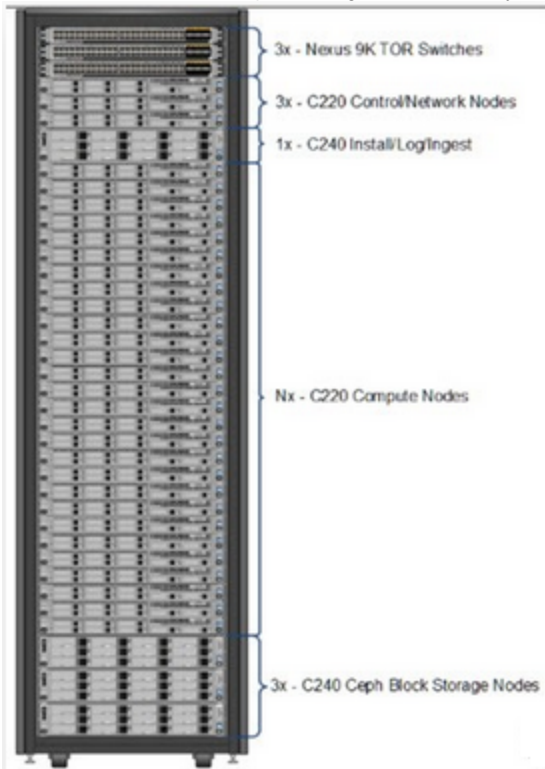 3x - Nexus 9K TOR Switches
3x - C220 Control/Network Nodes
1x - C240 Install/Log/Ingest
Nx - C220 Compute Nodes
3x - C240 Ceph Block Storage Nodes